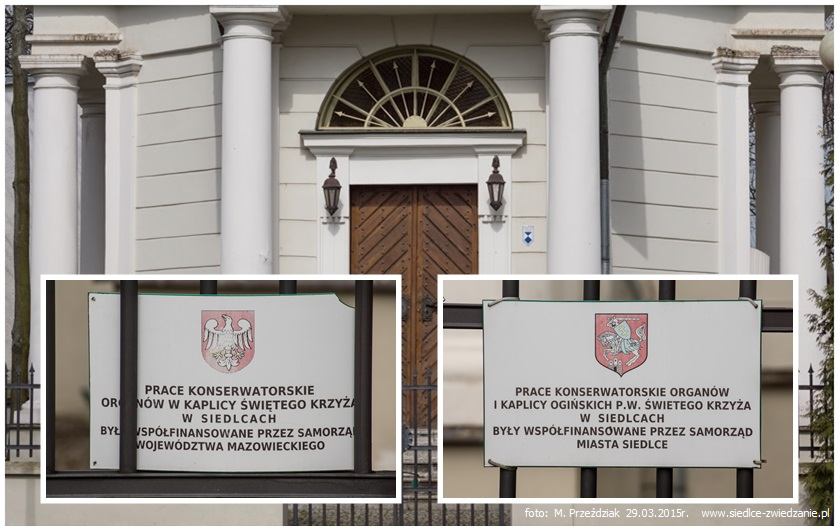 PRACE KONSERWATORSKIE
ORGANÓW W KAPLICY ŚWIĘTEGO KRZYŻA
W SIEDLCACH
BYŁY WSPÓŁFINANSOWANE PRZEZ SAMORZĄD
WOJEWÓDZTWA MAZOWIECKIEGO
PRACE KONSERWATORSKIE ORGANÓW
I KAPLICY OGIŃSKICH P.W. ŚWIETEGO KRZYŻA
W SIEDLCACH
BYŁY WSPÓŁFINANSOWANE PRZEZ SAMORZĄD
MIASTA SIEDLCE
foto: M. Przeździak 29.03.2015r. www.siedlce-zwiedzanie.pl